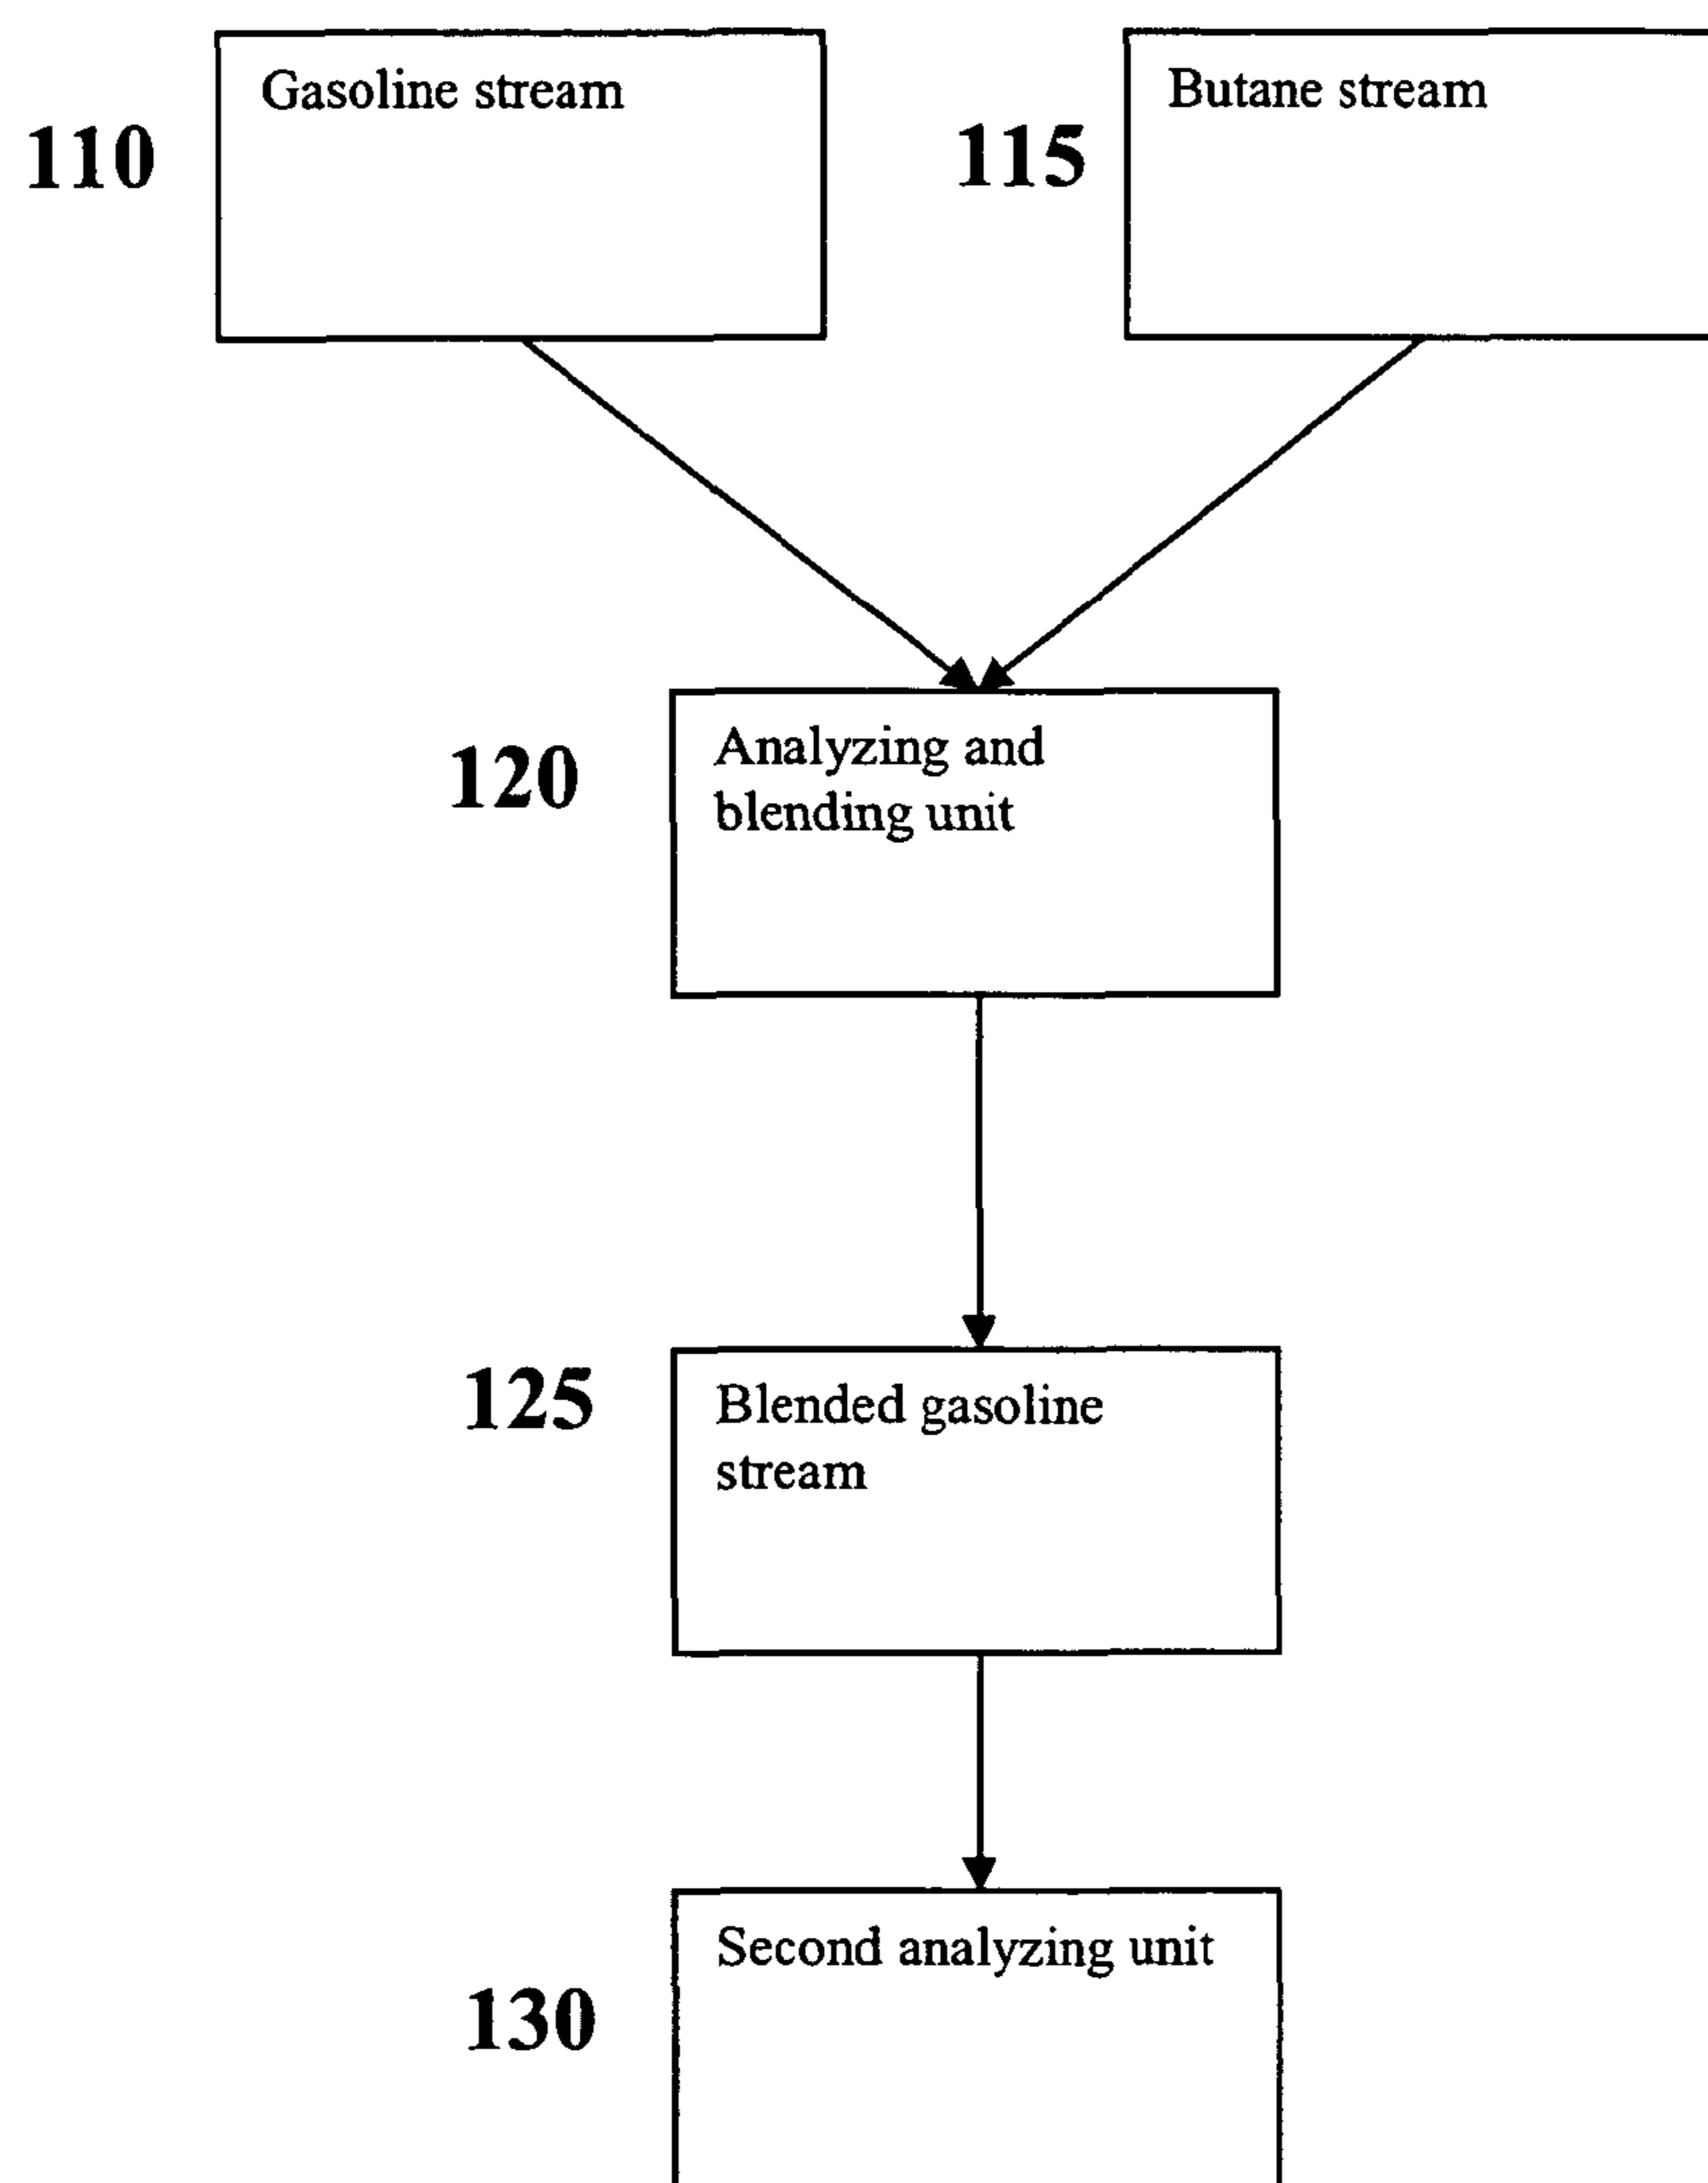 Gasoline stream
110
Butane stream
115
Analyzing and
blending unit
120
Blended gasoline
stream
125
Second analyzing unit
130